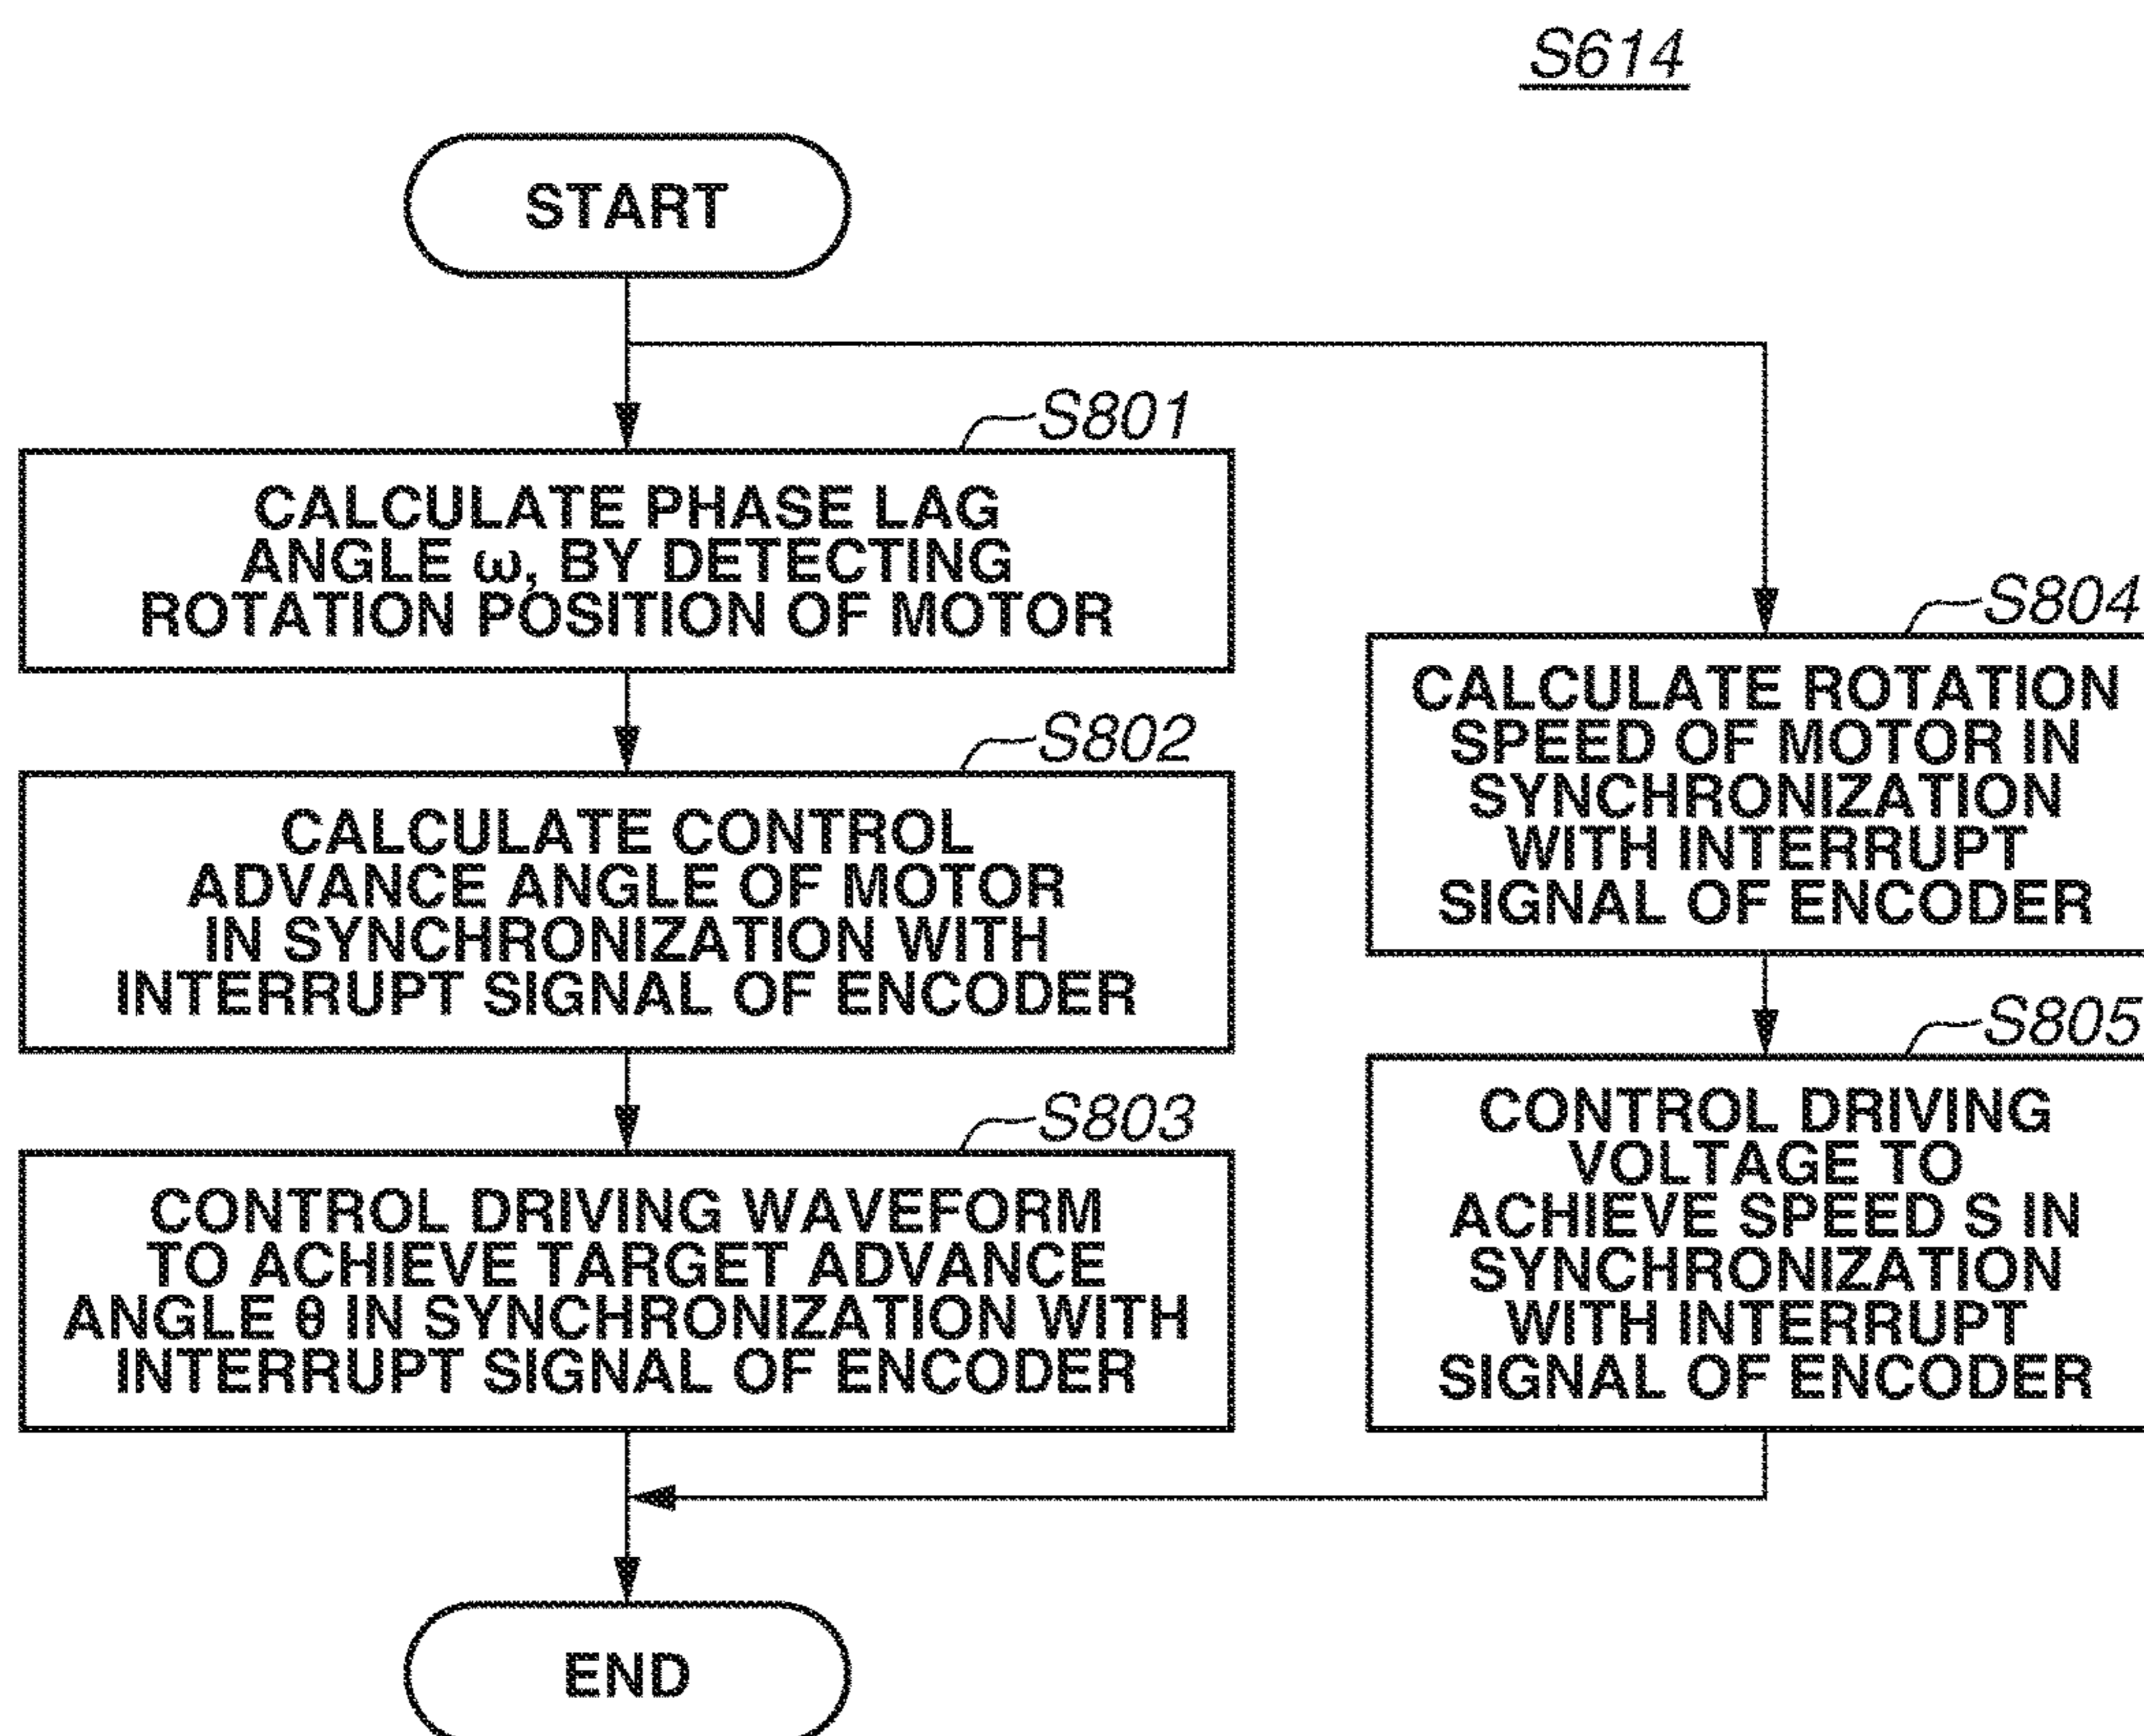 S614
START
S801
CALCULATE PHASE LAG
ANGLE ω, BY DETECTING
ROTATION POSITION OF MOTOR
S802
CALCULATE CONTROL
ADVANCE ANGLE OF MOTOR
IN SYNCHRONIZATION WITH
INTERRUPT SIGNAL OF ENCODER
S803
CONTROL DRIVING WAVEFORM
TO ACHIEVE TARGET ADVANCE
ANGLE θ IN SYNCHRONIZATION WITH
INTERRUPT SIGNAL OF ENCODER
S804
CALCULATE ROTATION
SPEED OF MOTOR IN
SYNCHRONIZATION
WITH INTERRUPT
SIGNAL OF ENCODER
S805
CONTROL DRIVING
VOLTAGE TO
ACHIEVE SPEED S IN
SYNCHRONIZATION
WITH INTERRUPT
SIGNAL OF ENCODER
END